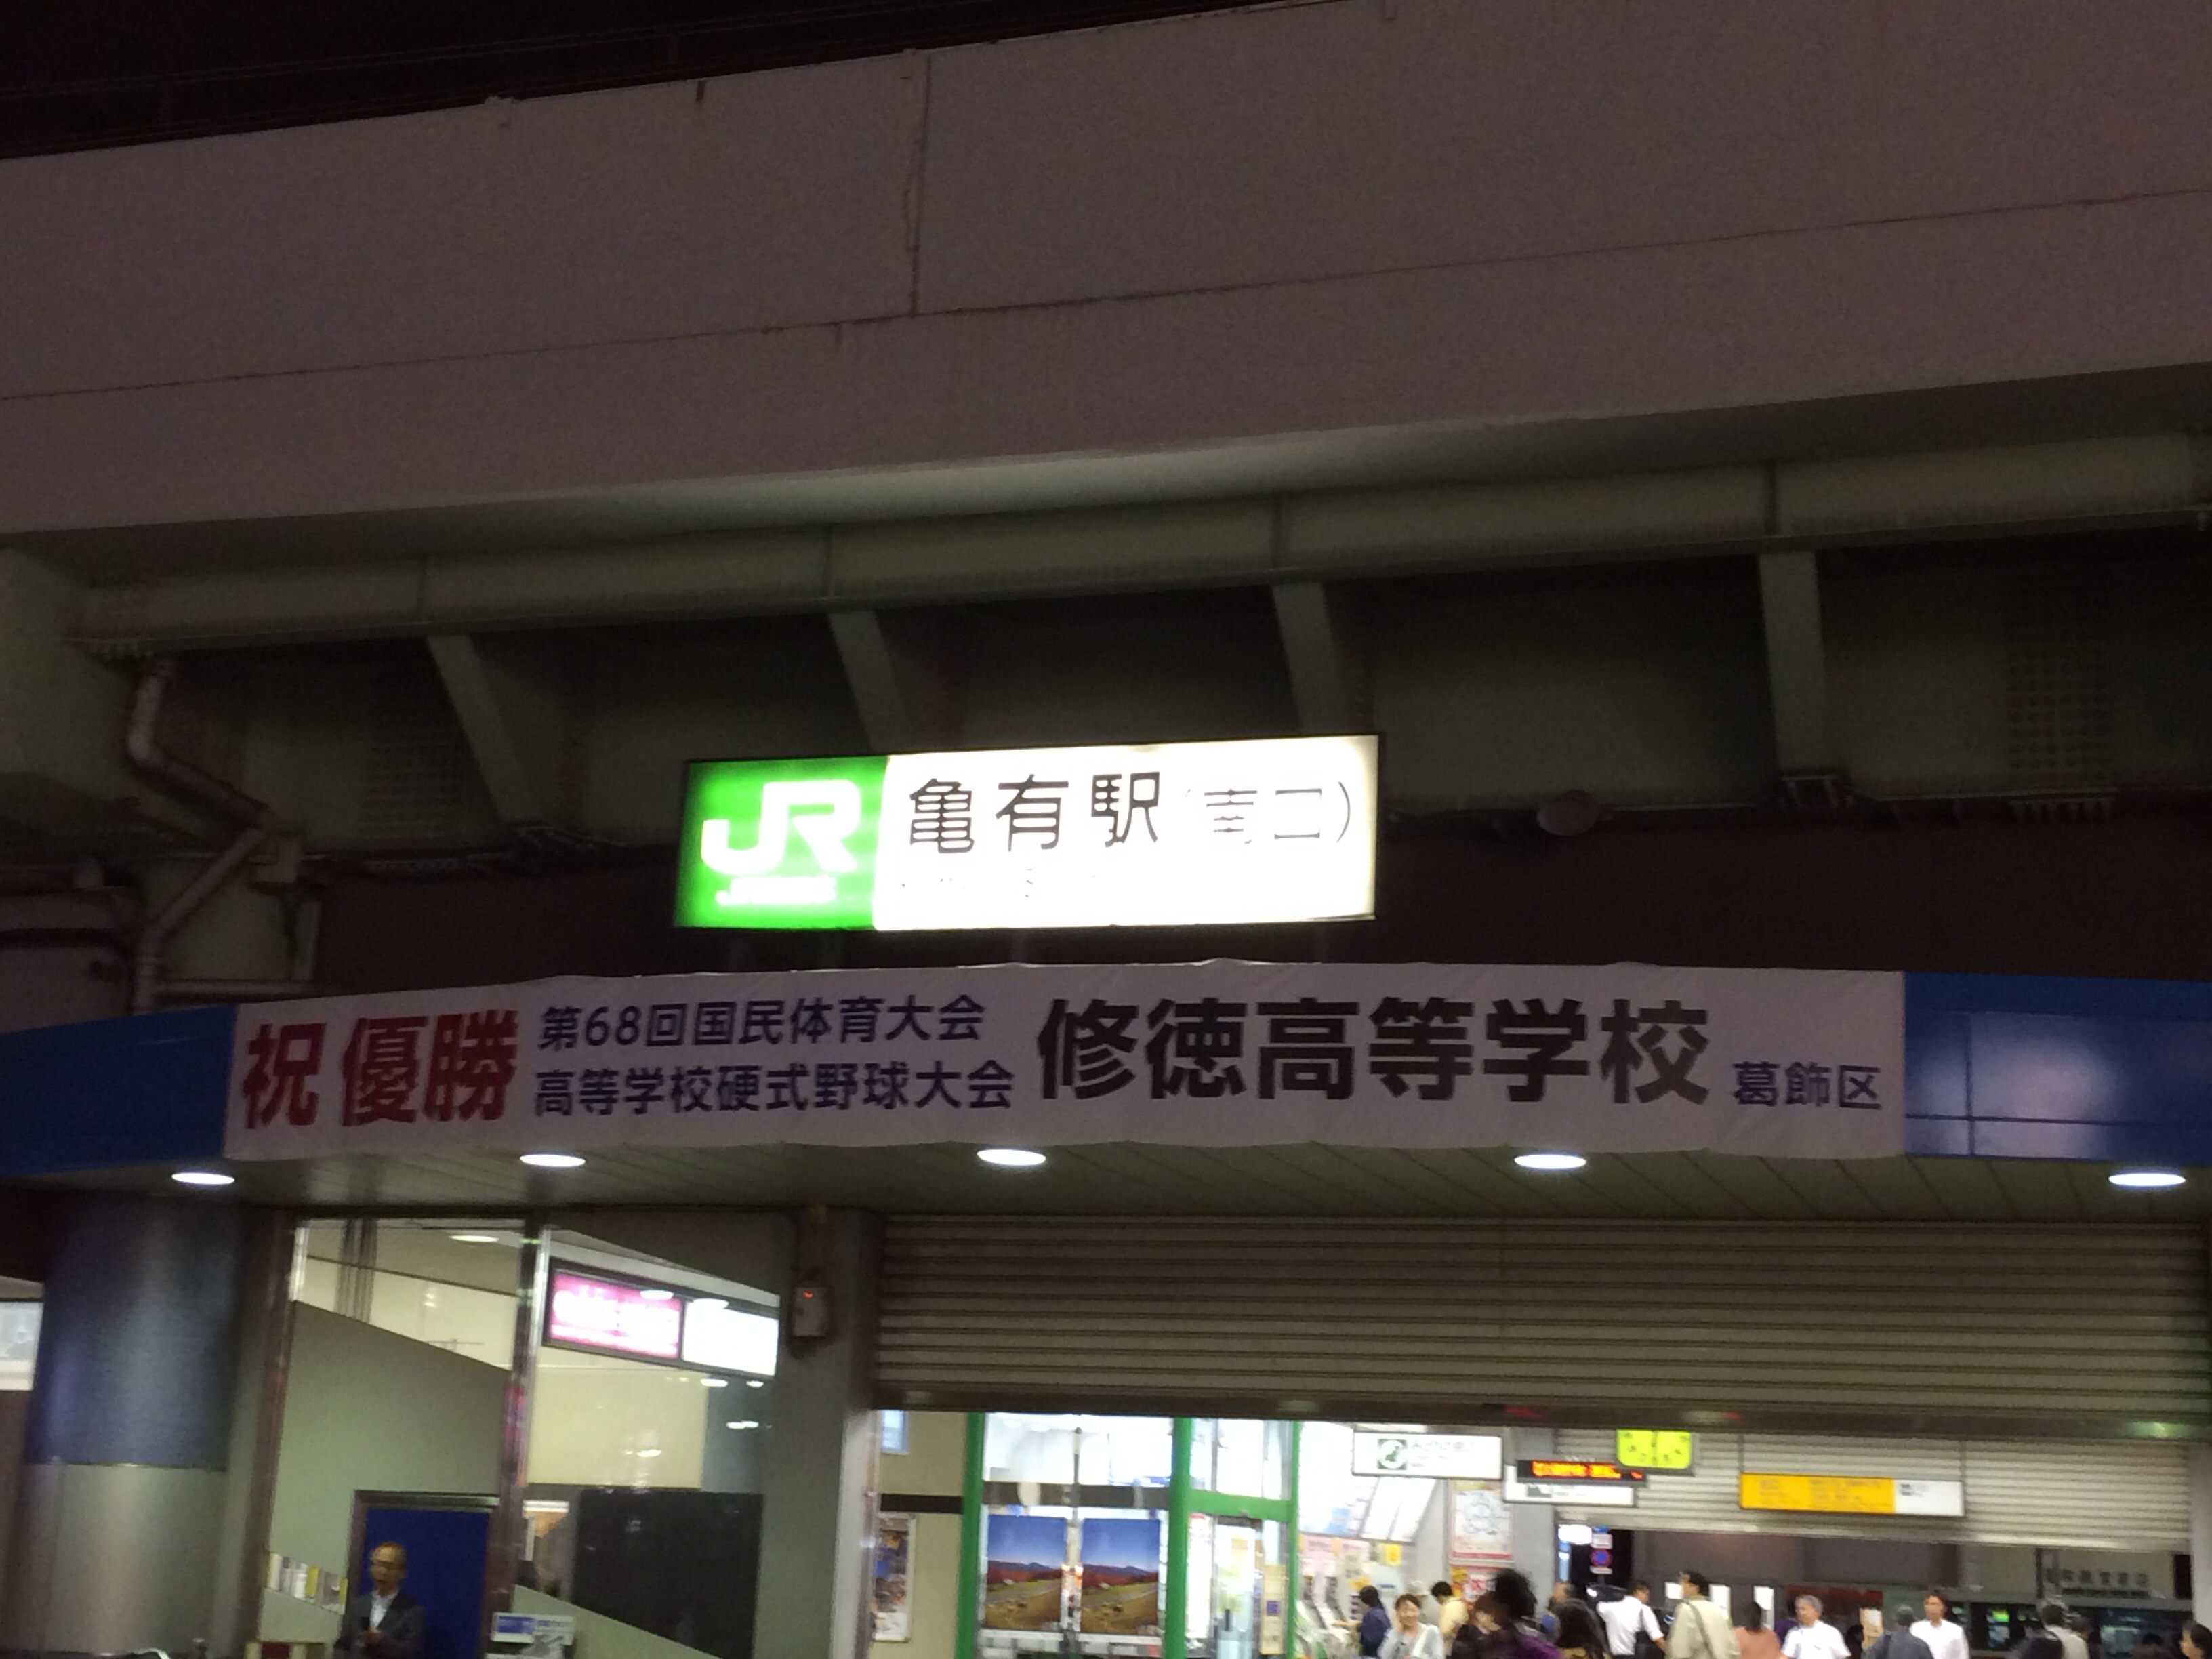 JR 亀有駅(南口)
祝 優勝 第68回国民体育大会 修徳高等学校 葛飾区
高等学校硬式野球大会